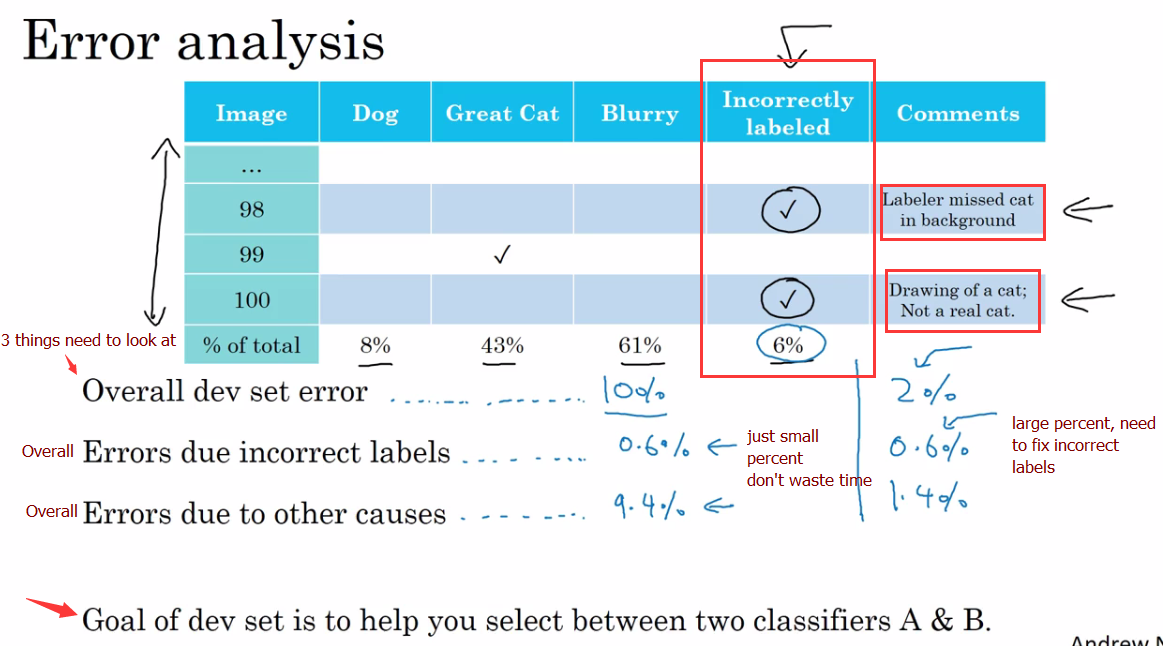 Error analysis
Image Dog Great Cat Blurry Incorrectly labeled Comments
...
98 ✓ Labeler missed cat in background
99 ✓
100 ✓ Drawing of a cat; Not a real cat.
3 things need to look at
% of total 8% 43% 61% 6%
Overall dev set error 10% 2%
Overall Errors due incorrect labels 0.6% 0.6%
just small
percent
don't waste time
large percent, need
to fix incorrect
labels
Overall Errors due to other causes 9.4% 1.4%
Goal of dev set is to help you select between two classifiers A & B.
Andrew